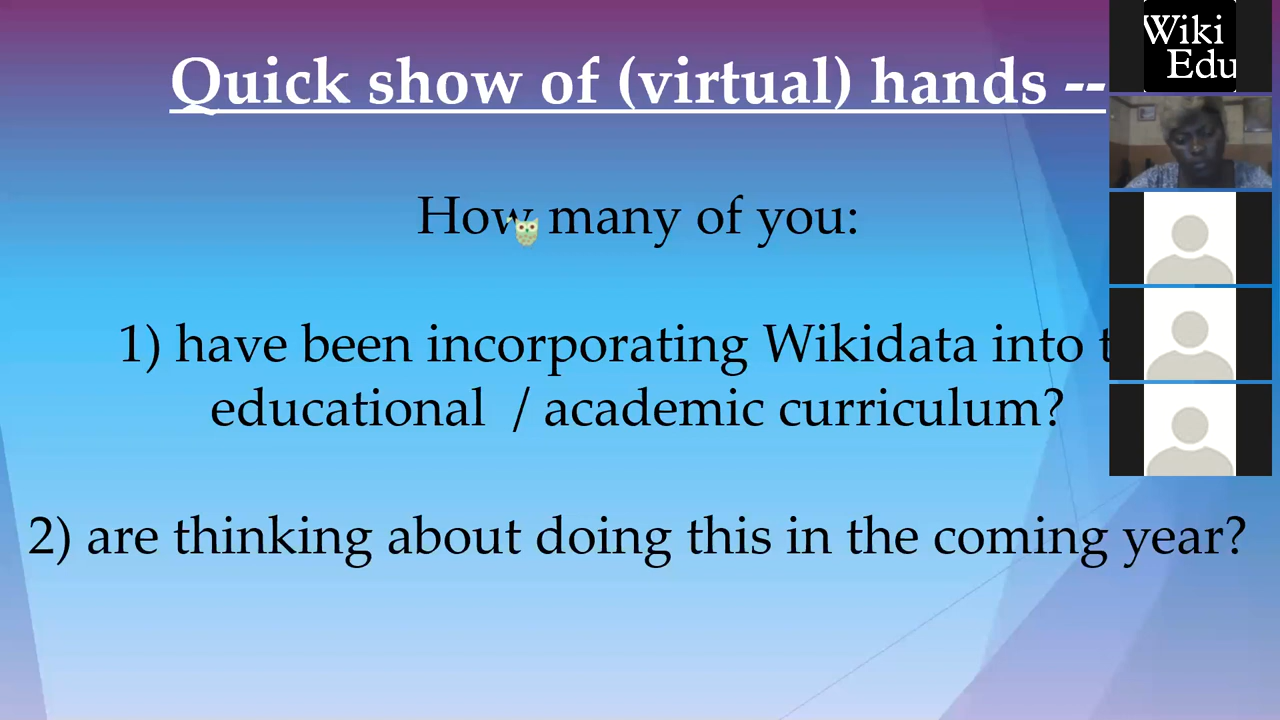 Quick show of (virtual) hands --
How many of you:
1) have been incorporating Wikidata into
educational / academic curriculum?
2) are thinking about doing this in the coming year?
Wiki
Edu